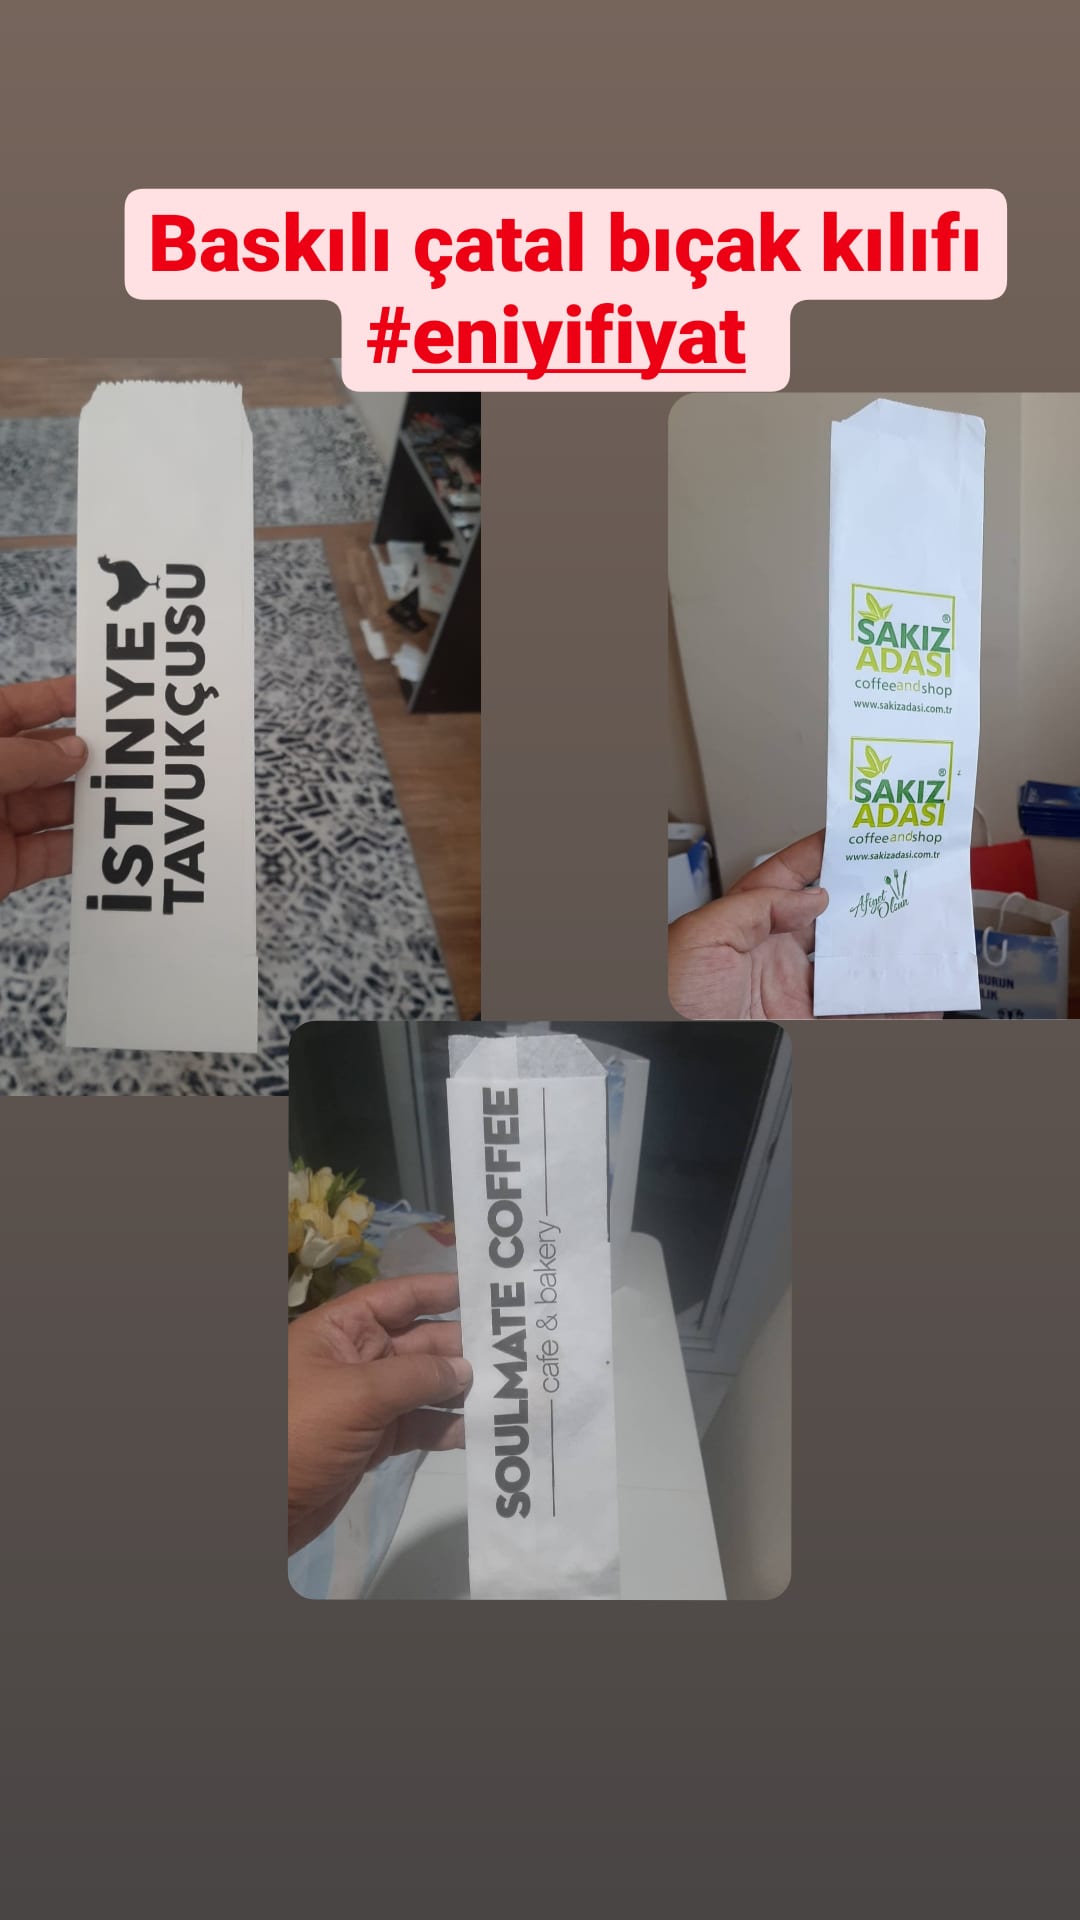 Baskılı çatal bıçak kılıfı
#eniyifiyat
İSTİNYE
TAVUKÇUSU
SAKIZ
ADASI
coffeeandshop
www.sakizadasi.com.tr
SAKIZ
ADASI
coffeeandshop
www.sakizadasi.com.tr
Afiyet
Olsun
SOULMATE COFFEE
cafe & bakery